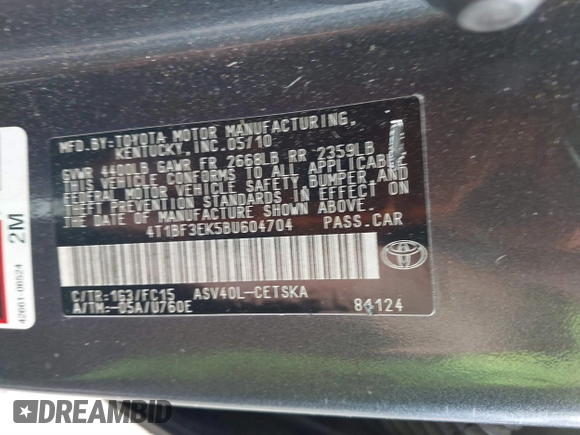 MFD.BY:TOYOTA MOTOR MANUFACTURING,
KENTUCKY, INC. 05/10
GVWR 4400LB GAWR FR 2668LB RR 2359LB
THIS VEHICLE CONFORMS TO ALL APPLICABLE
FEDERAL MOTOR VEHICLE SAFETY, BUMPER AND
THEFT PREVENTION STANDARDS IN EFFECT ON
THE DATE OF MANUFACTURE SHOWN ABOVE.
4T1BF3EK5BU604704 PASS.CAR
C/TR:1G3/FC15 ASV40L-CETSKA
A/TM:-05A/U760E 84124
42661-06524
2M
DREAMBID